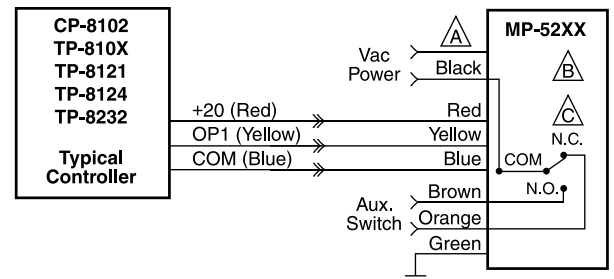 CP-8102
TP-810X
TP-8121
TP-8124
TP-8232
Typical
Controller
+20 (Red)
OP1 (Yellow)
COM (Blue)
Vac
Power
A
Black
Red
Yellow
Blue
Aux.
Switch
Brown
Orange
Green
MP-52XX
B
C
N.C.
COM
N.O.